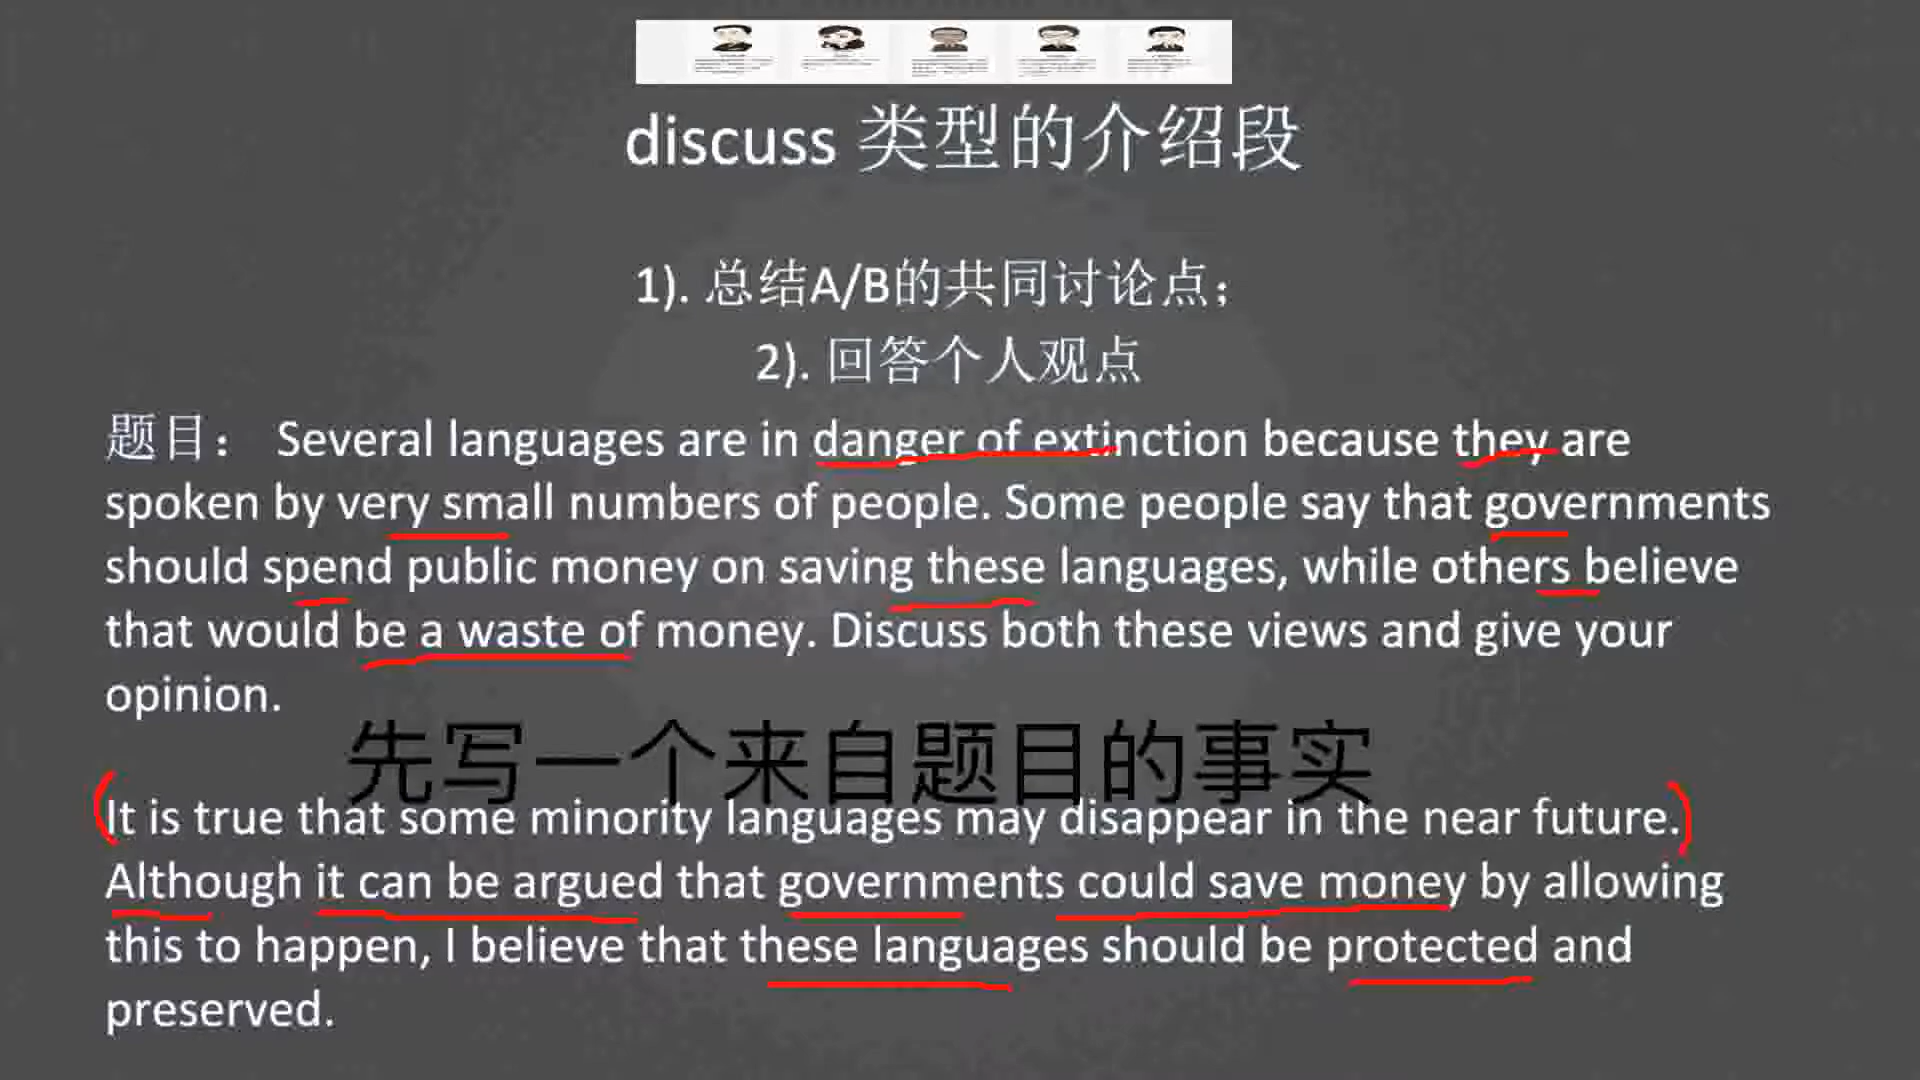 discuss 类型的介绍段
1). 总结A/B的共同讨论点；
2). 回答个人观点
题目： Several languages are in danger of extinction because they are
spoken by very small numbers of people. Some people say that governments
should spend public money on saving these languages, while others believe
that would be a waste of money. Discuss both these views and give your
opinion.
先写一个来自题目的事实
It is true that some minority languages may disappear in the near future.
Although it can be argued that governments could save money by allowing
this to happen, I believe that these languages should be protected and
preserved.